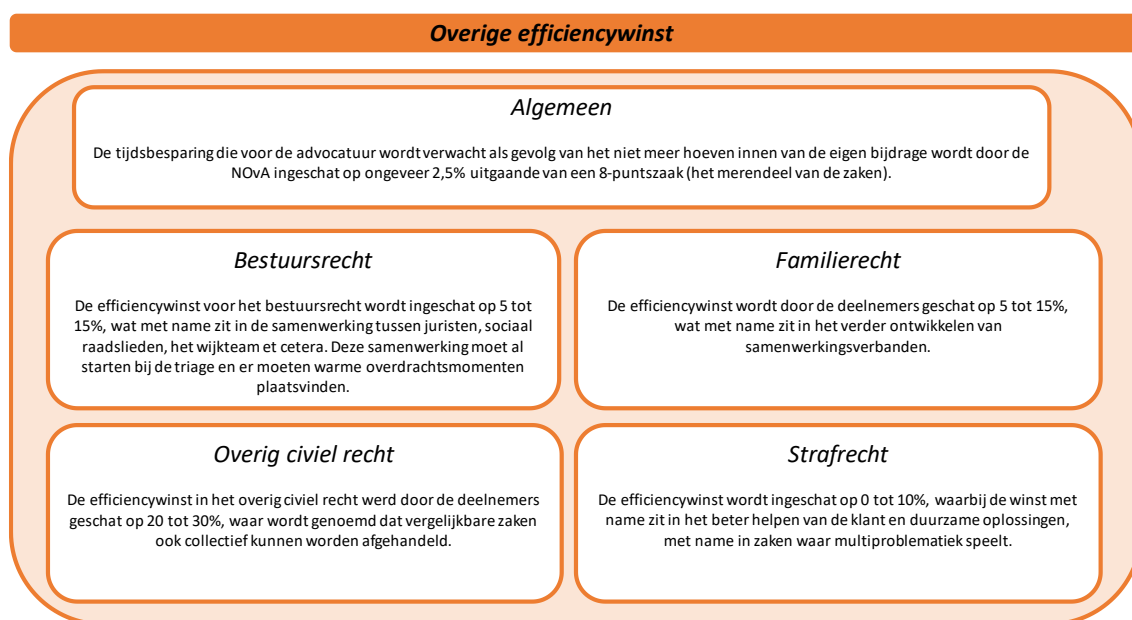 Overige efficiencywinst
Algemeen
De tijdsbesparing die voor de advocatuur wordt verwacht als gevolg van het niet meer hoeven innen van de eigen bijdrage wordt door de
NOvA ingeschat op ongeveer 2,5% uitgaande van een 8-puntszaak (het merendeel van de zaken).
Bestuursrecht
De efficiencywinst voor het bestuursrecht wordt ingeschat op 5 tot
15%, wat met name zit in de samenwerking tussen juristen, sociaal
raadslieden, het wijkteam et cetera. Deze samenwerking moet al
starten bij de triage en er moeten warme overdrachtsmomenten
plaatsvinden.
Familierecht
De efficiencywinst wordt door de deelnemers geschat op 5 tot 15%,
wat met name zit in het verder ontwikkelen van
samenwerkingsverbanden.
Overig civiel recht
De efficiencywinst in het overig civiel recht werd door de deelnemers
geschat op 20 tot 30%, waar wordt genoemd dat vergelijkbare zaken
ook collectief kunnen worden afgehandeld.
Strafrecht
De efficiencywinst wordt ingeschat op 0 tot 10%, waarbij de winst met
name zit in het beter helpen van de klant en duurzame oplossingen,
met name in zaken waar multiproblematiek speelt.